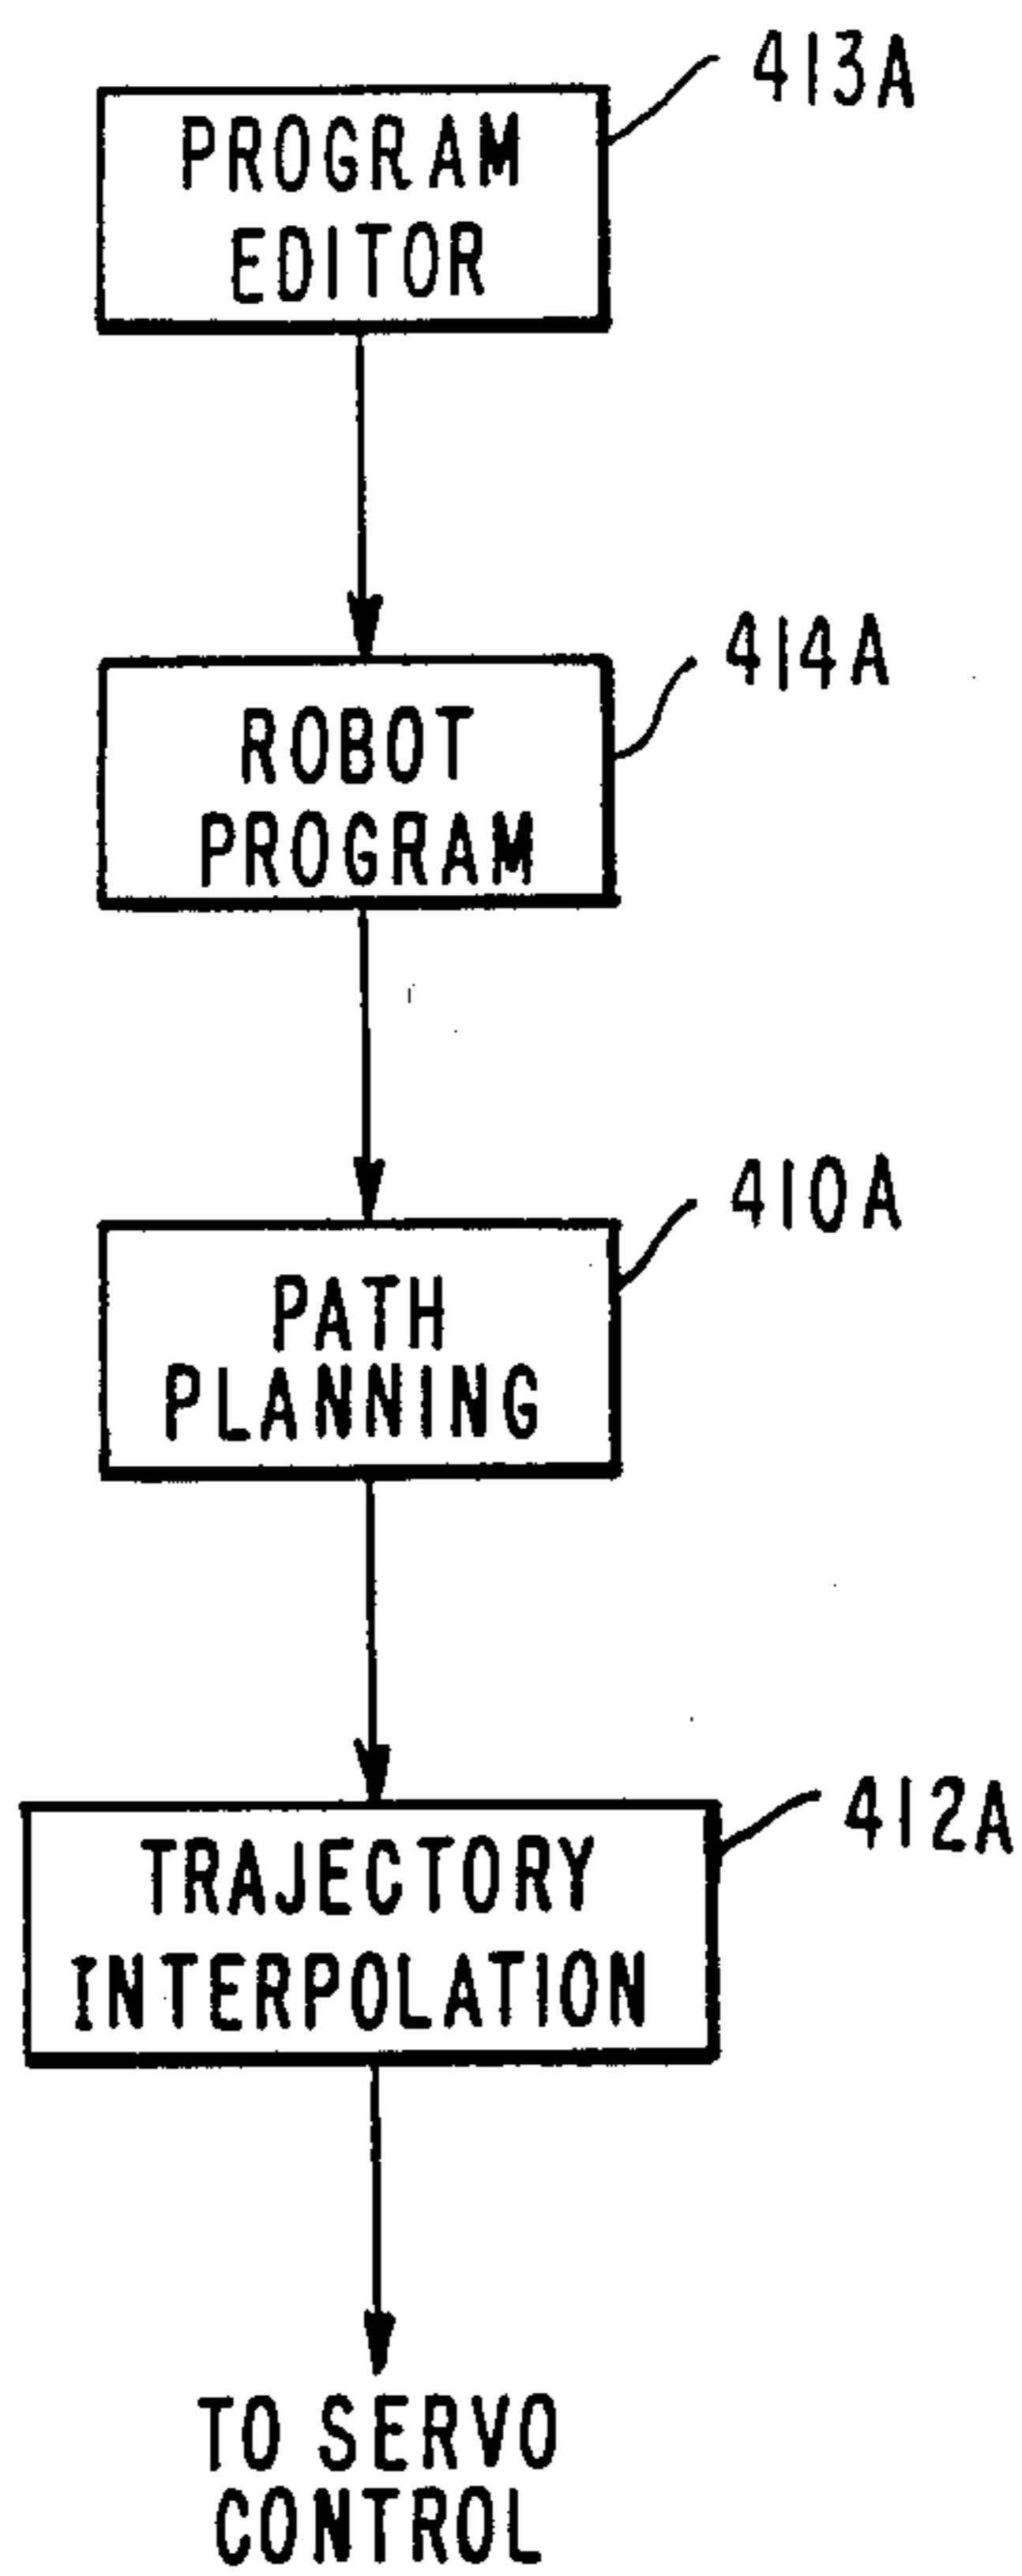 413A
PROGRAM
EDITOR
414A
ROBOT
PROGRAM
410A
PATH
PLANNING
412A
TRAJECTORY
INTERPOLATION
TO SERVO
CONTROL